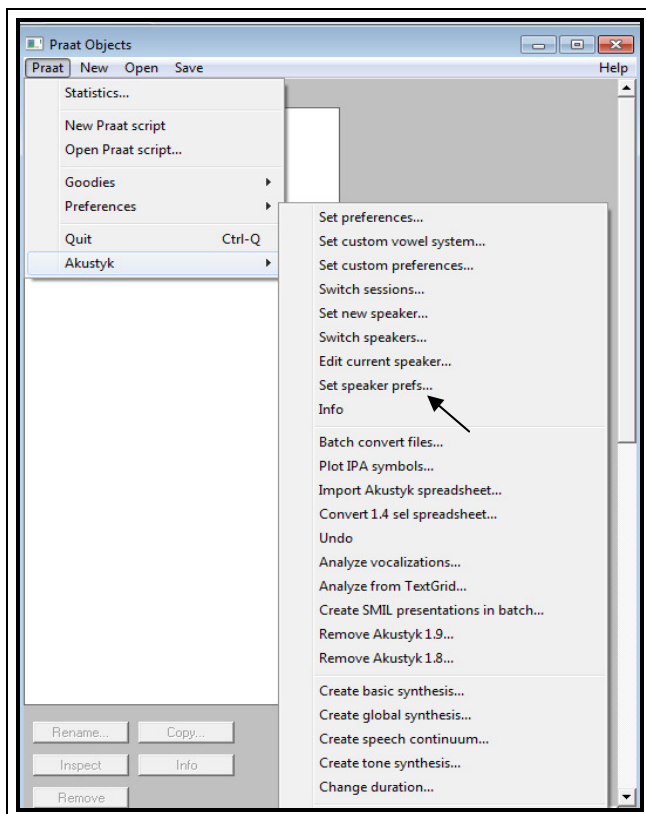 Praat Objects
Praat New Open Save Help
Statistics...
New Praat script
Open Praat script...
Goodies
Preferences
Quit Ctrl-Q
Akustyk
Set preferences...
Set custom vowel system...
Set custom preferences...
Switch sessions...
Set new speaker...
Switch speakers...
Edit current speaker...
Set speaker prefs...
Info
Batch convert files...
Plot IPA symbols...
Import Akustyk spreadsheet...
Convert 1.4 sel spreadsheet...
Undo
Analyze vocalizations...
Analyze from TextGrid...
Create SMIL presentations in batch...
Remove Akustyk 1.9...
Remove Akustyk 1.8...
Create basic synthesis...
Create global synthesis...
Create speech continuum...
Create tone synthesis...
Change duration...
Rename... Copy...
Inspect Info
Remove